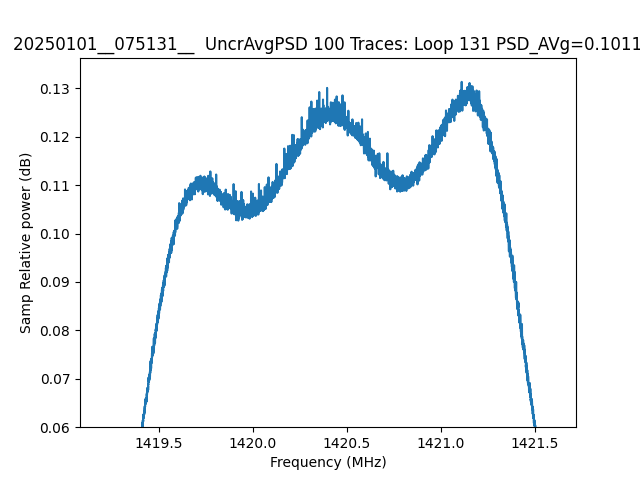 20250101__075131__  UncrAvgPSD 100 Traces: Loop 131 PSD_AVg=0.1011
0.13
0.12
0.11
0.10
0.09
0.08
0.07
0.06
Samp Relative power (dB)
1419.5 1420.0 1420.5 1421.0 1421.5
Frequency (MHz)